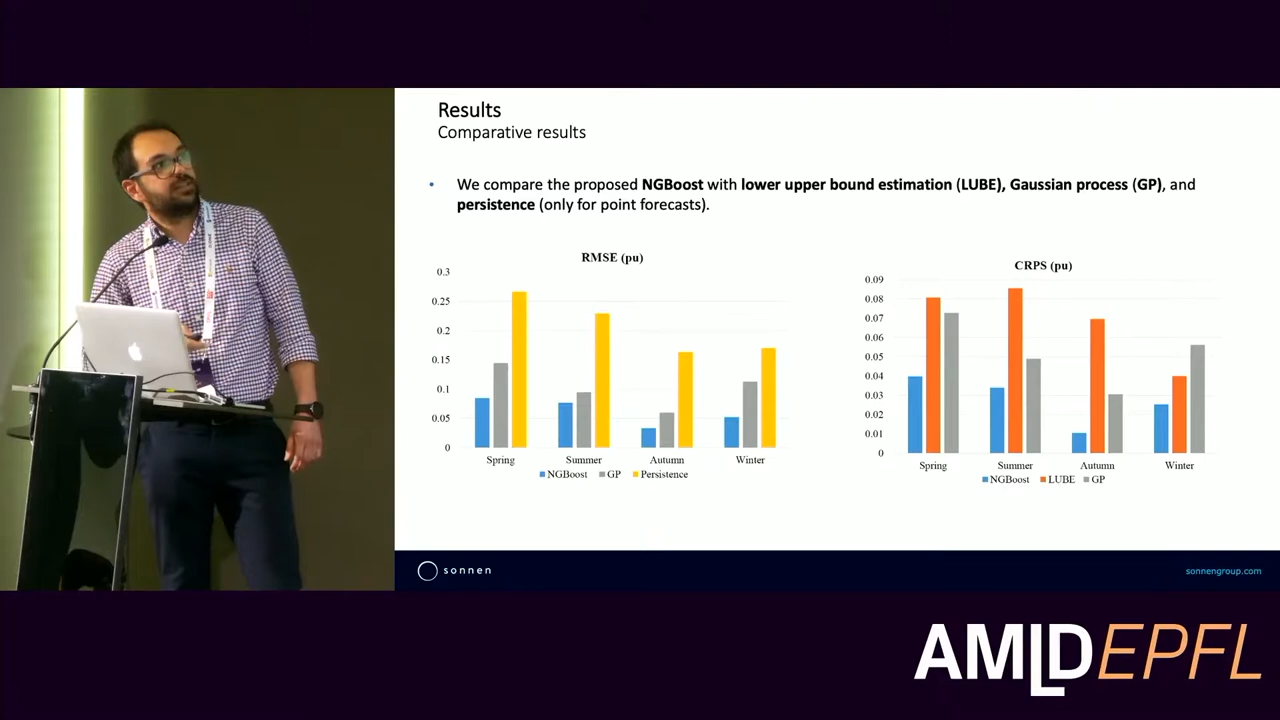 Results
Comparative results
• We compare the proposed NGBoost with lower upper bound estimation (LUBE), Gaussian process (GP), and
persistence (only for point forecasts).
RMSE (pu)
0.3
0.25
0.2
0.15
0.1
0.05
0
Spring Summer Autumn Winter
NGBoost GP Persistence
CRPS (pu)
0.09
0.08
0.07
0.06
0.05
0.04
0.03
0.02
0.01
0
Spring Summer Autumn Winter
NGBoost LUBE GP
sonnen
sonnengroup.com
AMLD EPFL